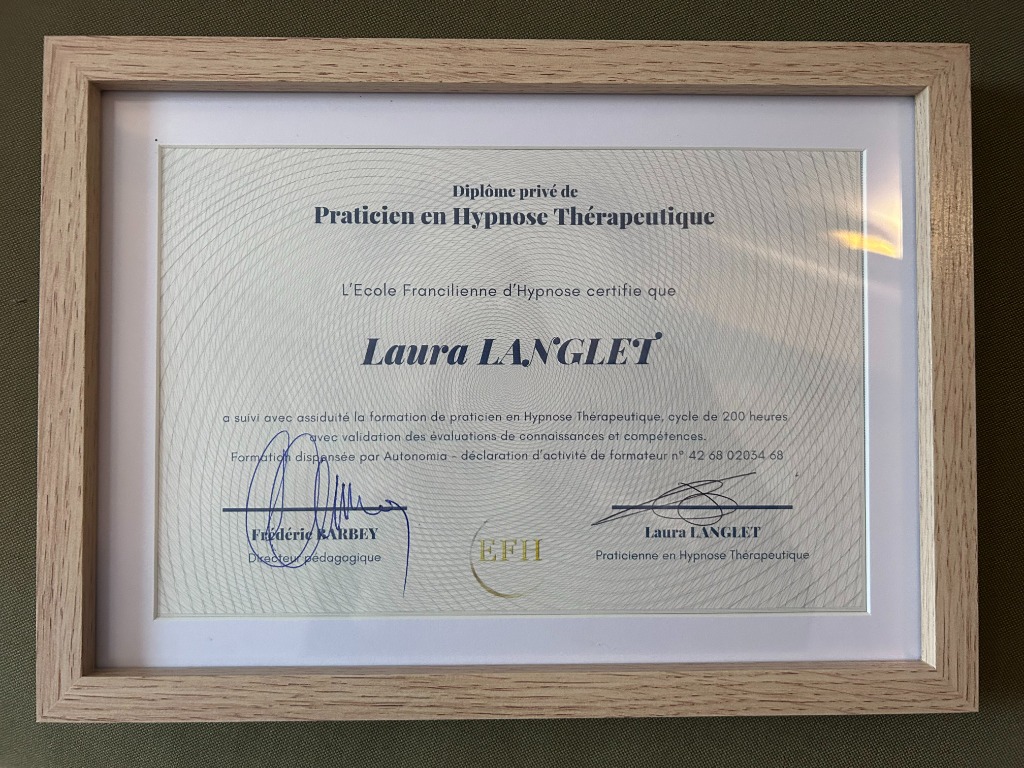 Diplôme privé de
Praticien en Hypnose Thérapeutique
L'Ecole Francilienne d'Hypnose certifie que
Laura LANGLET
a suivi avec assiduité la formation de praticien en Hypnose Thérapeutique, cycle de 200 heures
avec validation des évaluations de connaissances et compétences.
Formation dispensée par Autonomia - déclaration d'activité de formateur n° 42 68 02034 68
Frédéric BARBEY
Directeur pédagogique
EFH
Laura LANGLET
Praticienne en Hypnose Thérapeutique